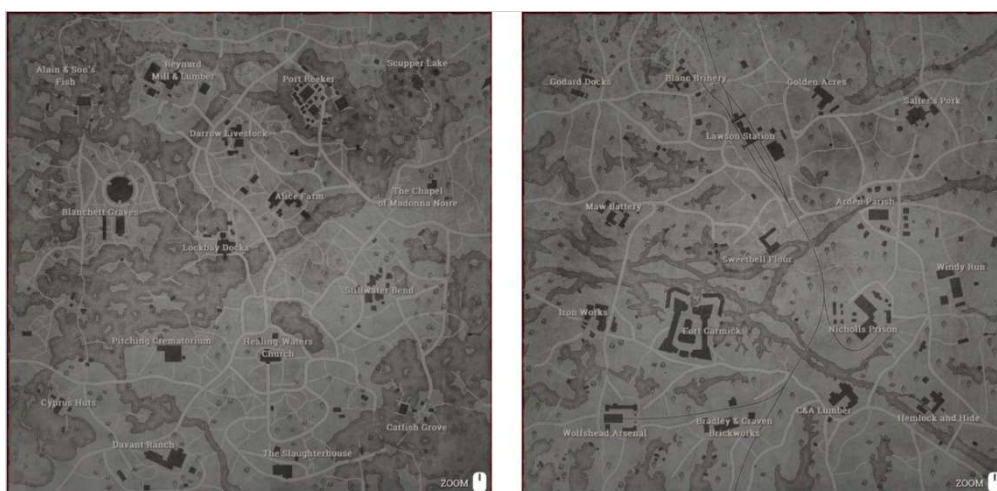 Alain & Son's
Fish
Reynard
Mill & Lumber
Port Reeker
Scupper Lake
Darrow Livestock
Blanchett Graves
Alice Farm
The Chapel
of Madonna Noire
Lockbay Docks
Stillwater Bend
Pitching Crematorium
Healing-Waters
Church
Cyprus Huts
Davant Ranch
The Slaughterhouse
Catfish Grove
ZOOM
Godard Docks
Blanc Brinery
Golden Acres
Salter's Pork
Lawson Station
Maw Battery
Arden Parish
Sweetbell Flour
Windy Run
Iron Works
Fort Carmick
Nicholls Prison
Wolfshead Arsenal
Bradley & Craven
Brickworks
C&A Lumber
Hemlock and Hide
ZOOM